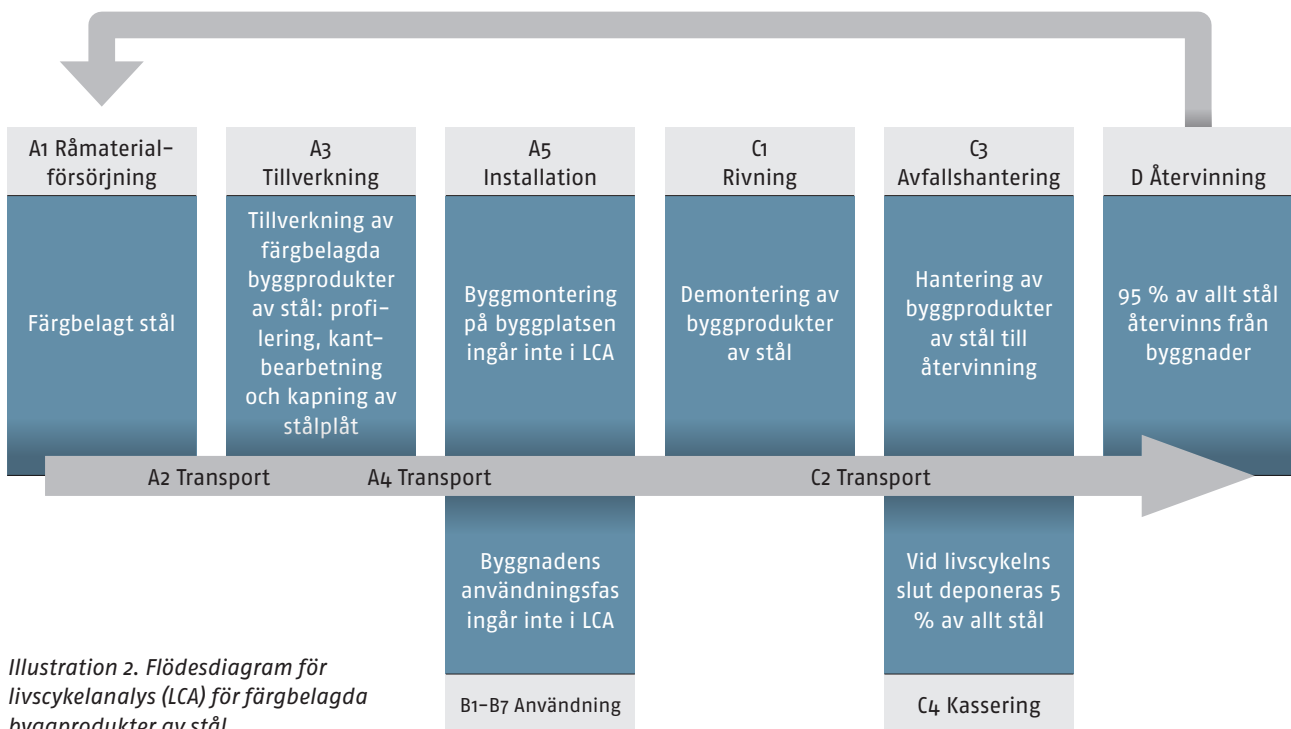 A1 Råmaterial-
försörjning
Färgbelagt stål
A3
Tillverkning
Tillverkning av
färgbelagda
byggprodukter
av stål: profi-
lering, kant-
bearbetning
och kapning av
stålplåt
A5
Installation
Byggmontering
på byggplatsen
ingår inte i LCA
C1
Rivning
Demontering av
byggprodukter
av stål
C3
Avfallshantering
Hantering av
byggprodukter
av stål till
återvinning
D Återvinning
95 % av allt stål
återvinns från
byggnader
A2 Transport
A4 Transport
C2 Transport
Byggnadens
användningsfas
ingår inte i LCA
B1–B7 Användning
Vid livscykelns
slut deponeras 5
% av allt stål
C4 Kassering
Illustration 2. Flödesdiagram för
livscykelanalys (LCA) för färgbelagda
byggprodukter av stål